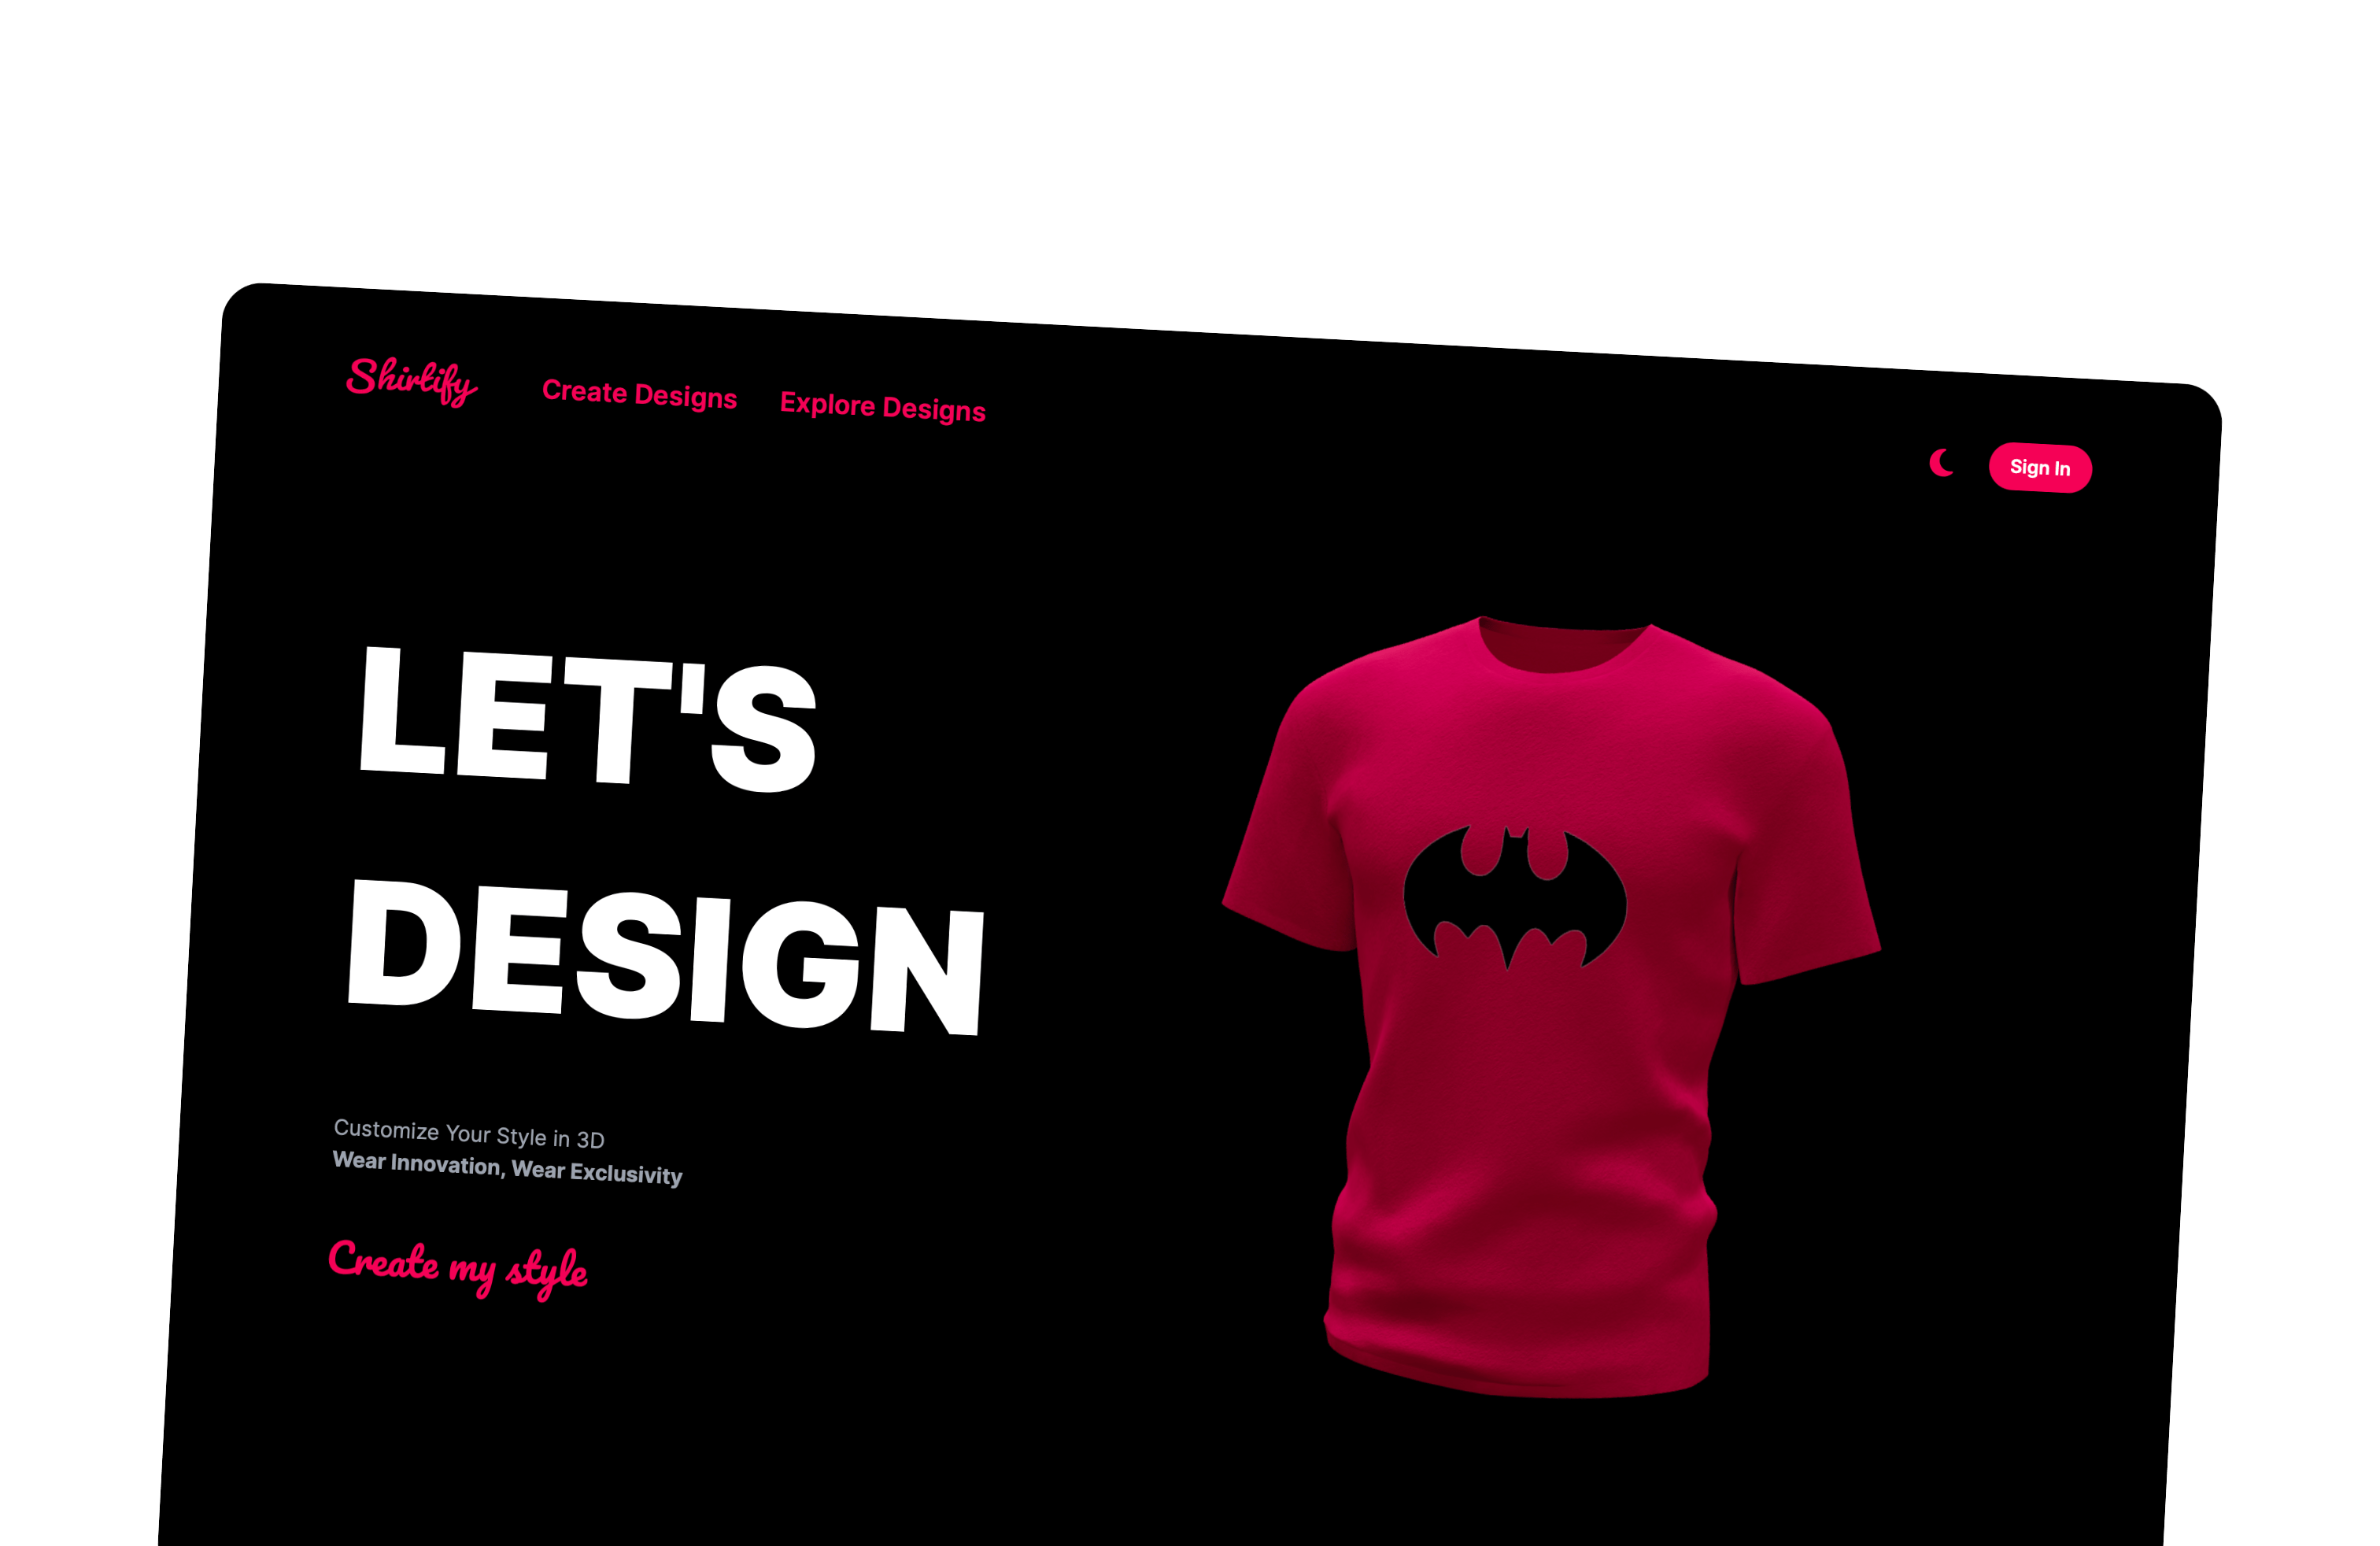 Shirtify Create Designs Explore Designs
Sign In
LET'S
DESIGN
Customize Your Style in 3D
Wear Innovation, Wear Exclusivity
Create my style